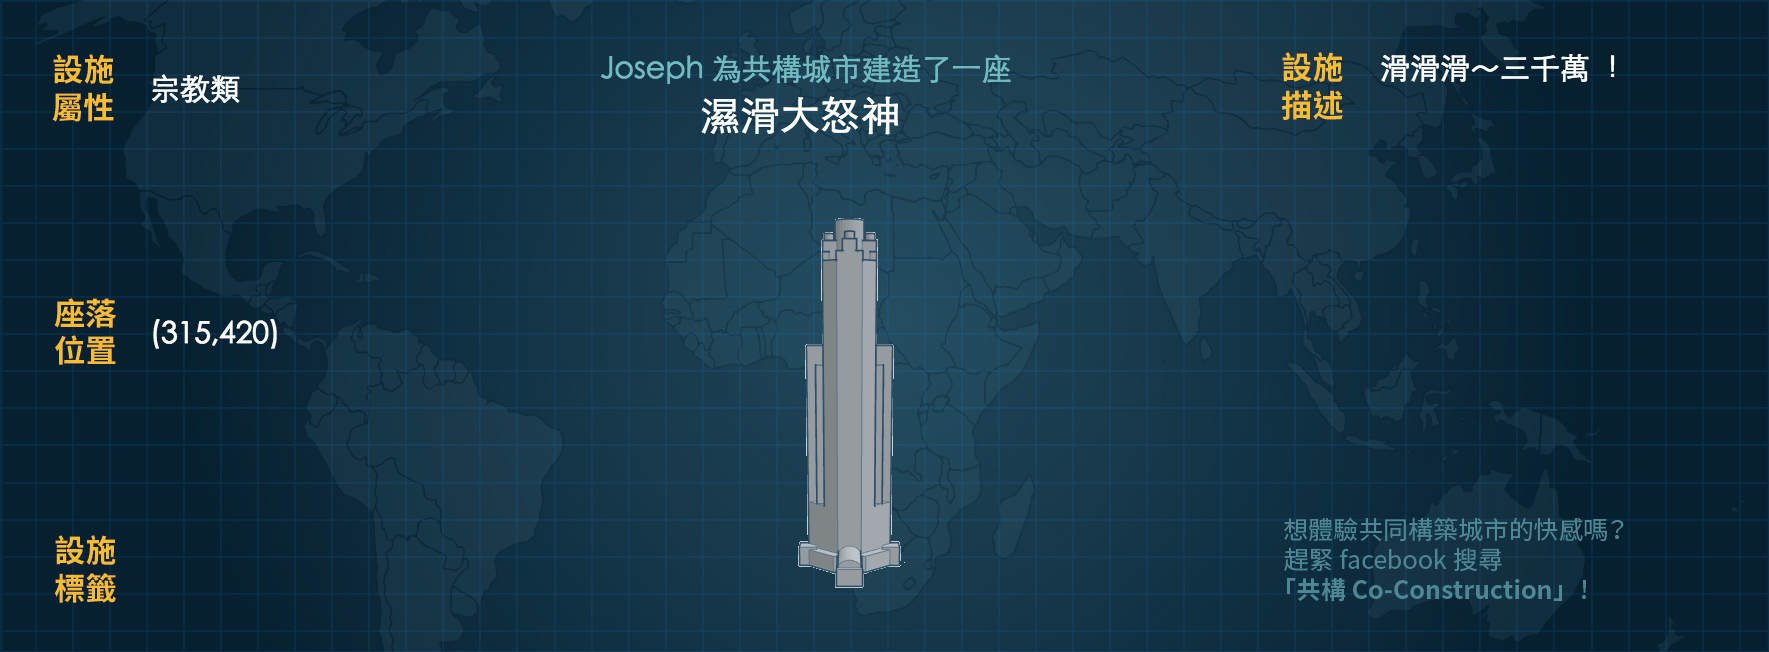 設施
屬性
宗教類
Joseph 為共構城市建造了一座
濕滑大怒神
設施
描述
滑滑滑～三千萬 !
座落
位置
(315,420)
設施
標籤
想體驗共同構築城市的快感嗎?
趕緊 facebook 搜尋
「共構 Co-Construction」!